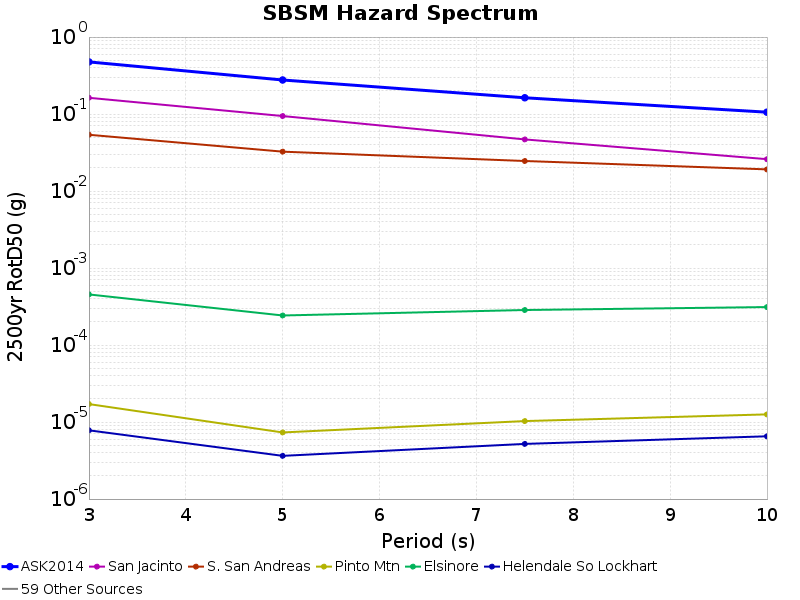 SBSM Hazard Spectrum
2500yr RotD50 (g)
10^0
10^-1
10^-2
10^-3
10^-4
10^-5
10^-6
3 4 5 6 7 8 9 10
Period (s)
ASK2014 San Jacinto S. San Andreas Pinto Mtn Elsinore Helendale So Lockhart
59 Other Sources